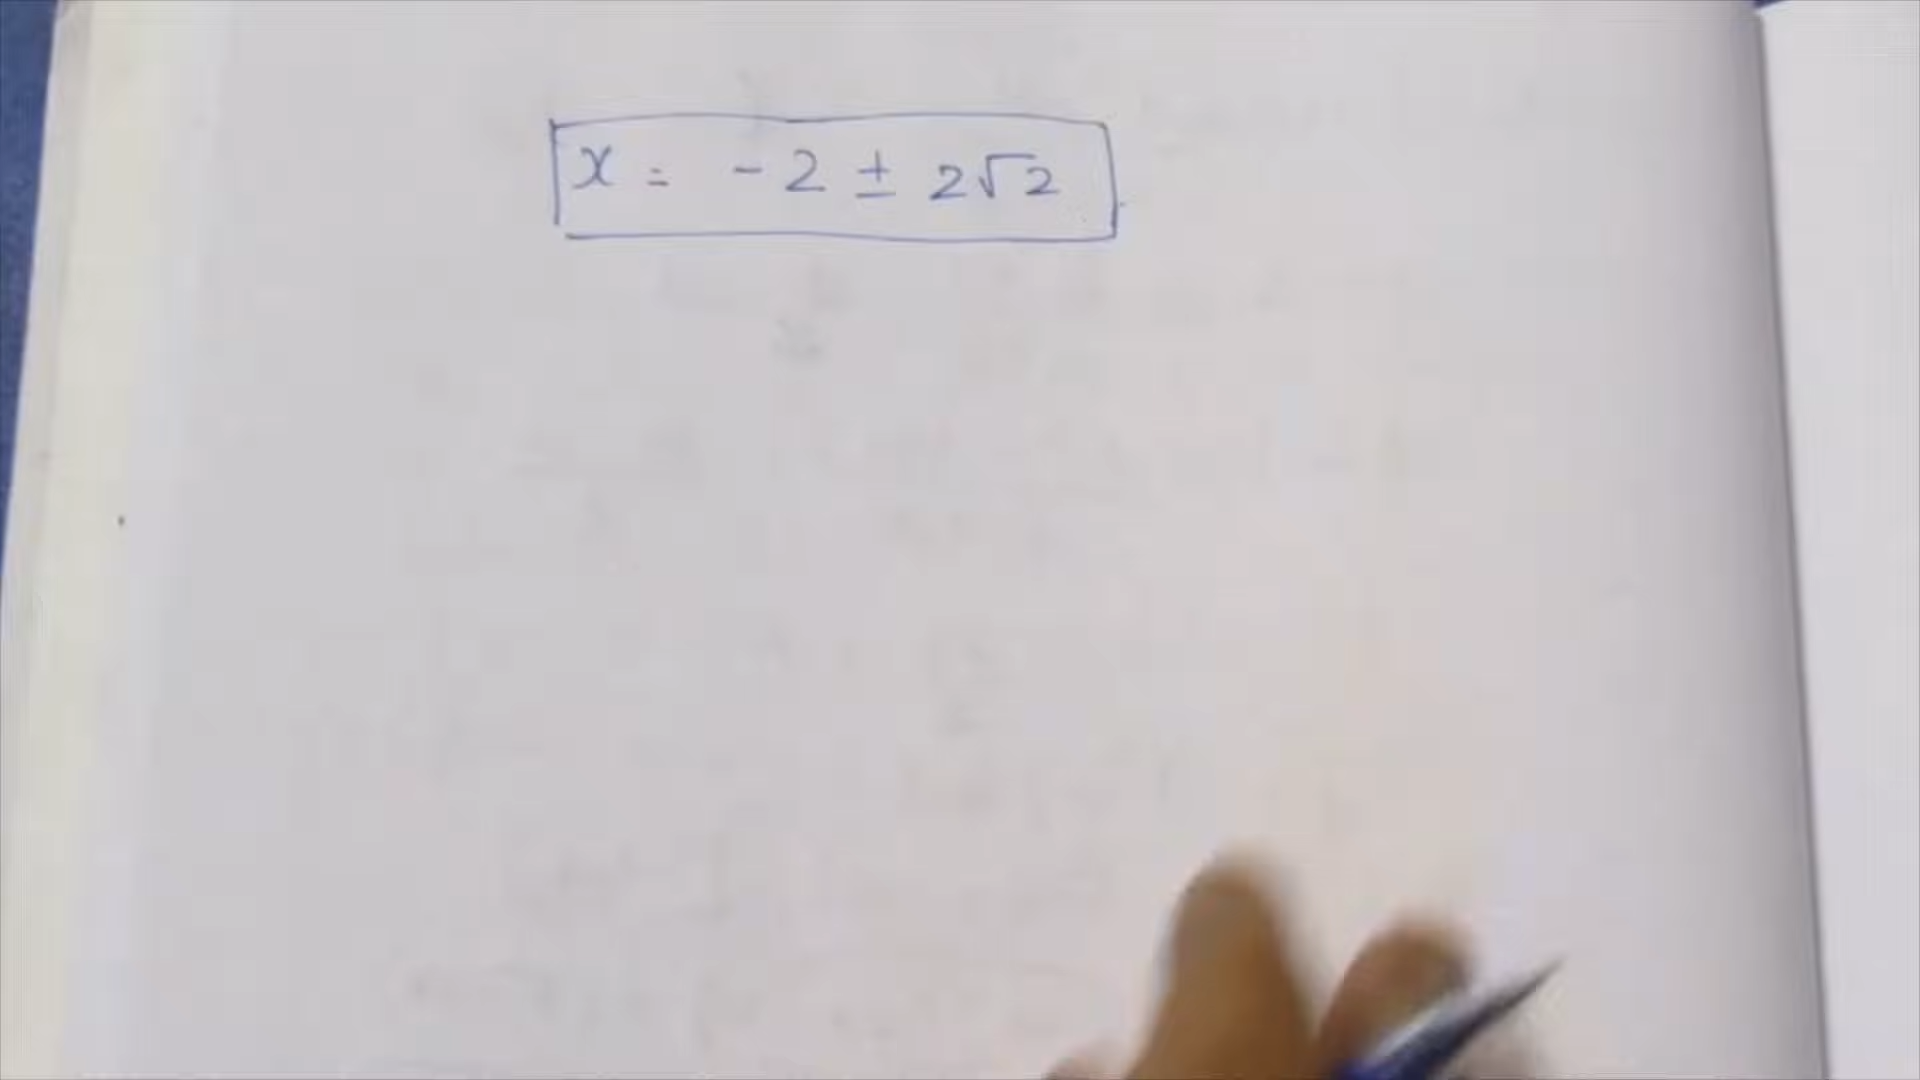 x = - 2 ± 2√2